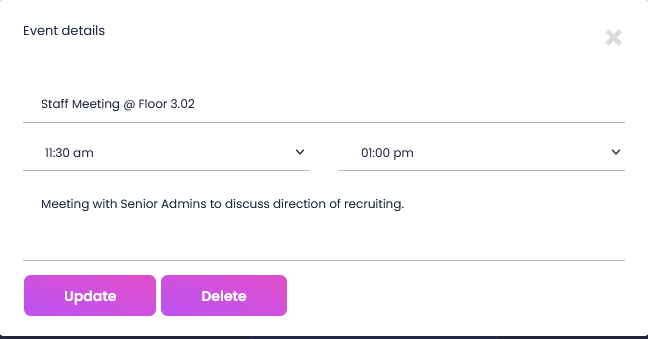 Event details
Staff Meeting @ Floor 3.02
11:30 am 01:00 pm
Meeting with Senior Admins to discuss direction of recruiting.
Update Delete